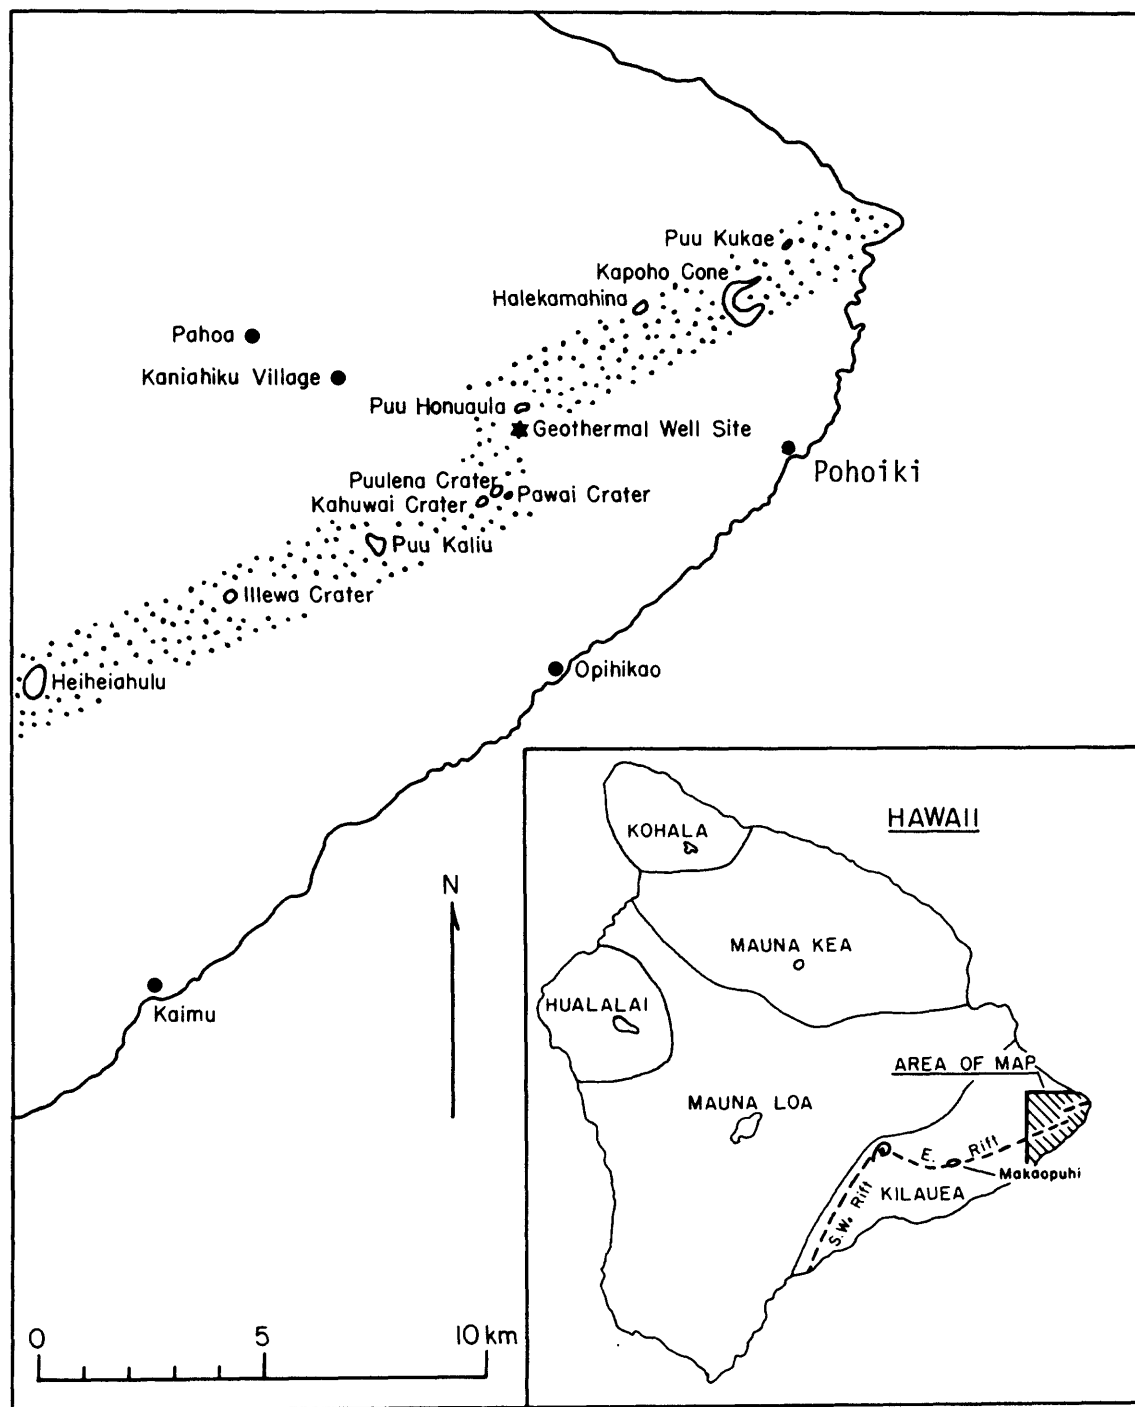 Puu Kukae
Kapoho Cone
Halekamahina
Pahoa
Kaniahiku Village
Puu Honuaula
Geothermal Well Site
Pohoiki
Puulena Crater
Pawai Crater
Kahuwai Crater
Puu Kaliu
Illewa Crater
Heiheiahulu
Opihikao
HAWAII
KOHALA
N
MAUNA KEA
Kaimu
HUALALAI
AREA OF MAP
MAUNA LOA
E. Rift
Makaopuhi
KILAUEA
S.W. Rift
0 5 10 km